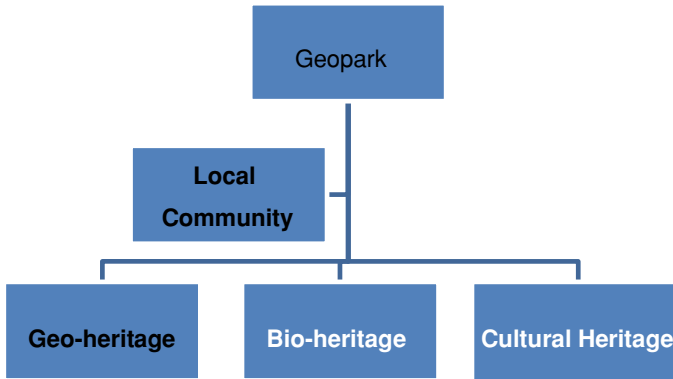 Geopark
Local
Community
Geo-heritage
Bio-heritage
Cultural Heritage